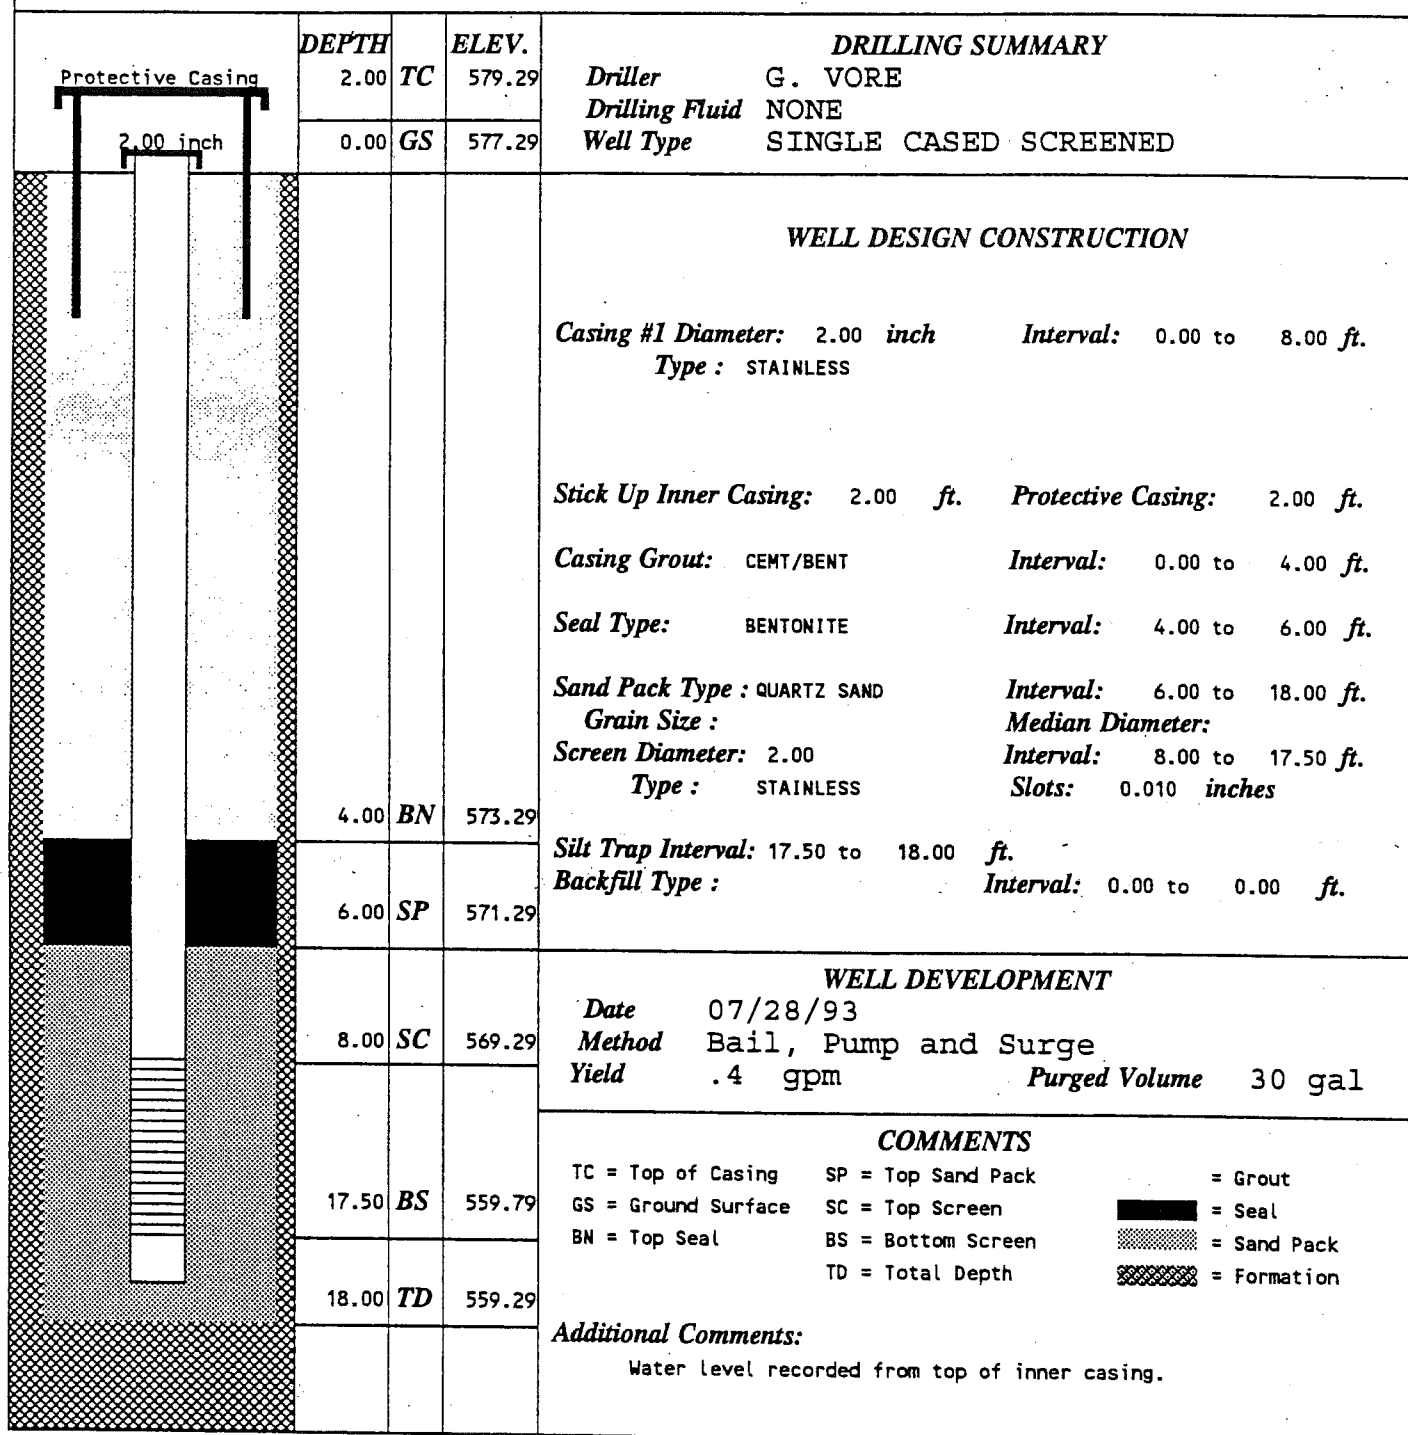 DEPTH ELEV. DRILLING SUMMARY
Protective Casing 2.00 TC 579.29 Driller G. VORE
Drilling Fluid NONE
2.00 inch 0.00 GS 577.29 Well Type SINGLE CASED SCREENED
WELL DESIGN CONSTRUCTION
Casing #1 Diameter: 2.00 inch Interval: 0.00 to 8.00 ft.
Type : STAINLESS
Stick Up Inner Casing: 2.00 ft. Protective Casing: 2.00 ft.
Casing Grout: CEMT/BENT Interval: 0.00 to 4.00 ft.
Seal Type: BENTONITE Interval: 4.00 to 6.00 ft.
Sand Pack Type : QUARTZ SAND Interval: 6.00 to 18.00 ft.
Grain Size : Median Diameter:
Screen Diameter: 2.00 Interval: 8.00 to 17.50 ft.
Type : STAINLESS Slots: 0.010 inches
4.00 BN 573.29
Silt Trap Interval: 17.50 to 18.00 ft.
Backfill Type : Interval: 0.00 to 0.00 ft.
6.00 SP 571.29
WELL DEVELOPMENT
Date 07/28/93
8.00 SC 569.29 Method Bail, Pump and Surge
Yield .4 gpm Purged Volume 30 gal
COMMENTS
TC = Top of Casing SP = Top Sand Pack = Grout
17.50 BS 559.79 GS = Ground Surface SC = Top Screen = Seal
BN = Top Seal BS = Bottom Screen = Sand Pack
TD = Total Depth = Formation
18.00 TD 559.29
Additional Comments:
Water level recorded from top of inner casing.